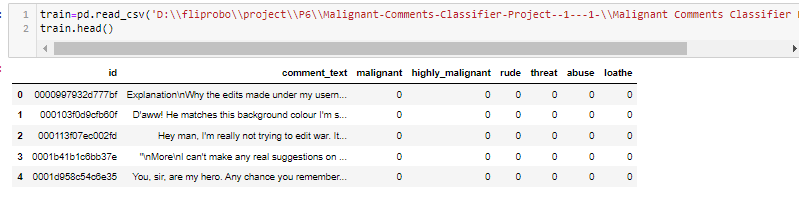 1 train=pd.read_csv('D:\\fliprobo\\project\\P6\\Malignant-Comments-Classifier-Project--1---1-\\Malignant Comments Classifier
2 train.head()
id comment_text malignant highly_malignant rude threat abuse loathe
0 0000997932d777bf Explanation\nWhy the edits made under my usern... 0 0 0 0 0 0
1 000103f0d9cfb60f D'aww! He matches this background colour I'm s... 0 0 0 0 0 0
2 000113f07ec002fd Hey man, I'm really not trying to edit war. It... 0 0 0 0 0 0
3 0001b41b1c6bb37e "\nMore\nI can't make any real suggestions on ... 0 0 0 0 0 0
4 0001d958c54c6e35 You, sir, are my hero. Any chance you remember... 0 0 0 0 0 0